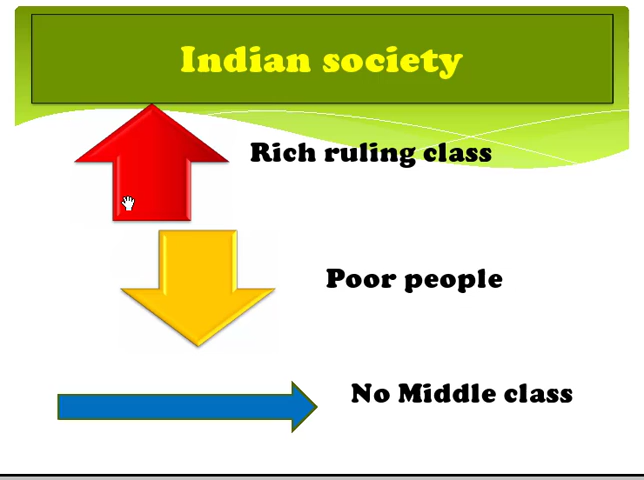 Indian society
Rich ruling class
Poor people
No Middle class